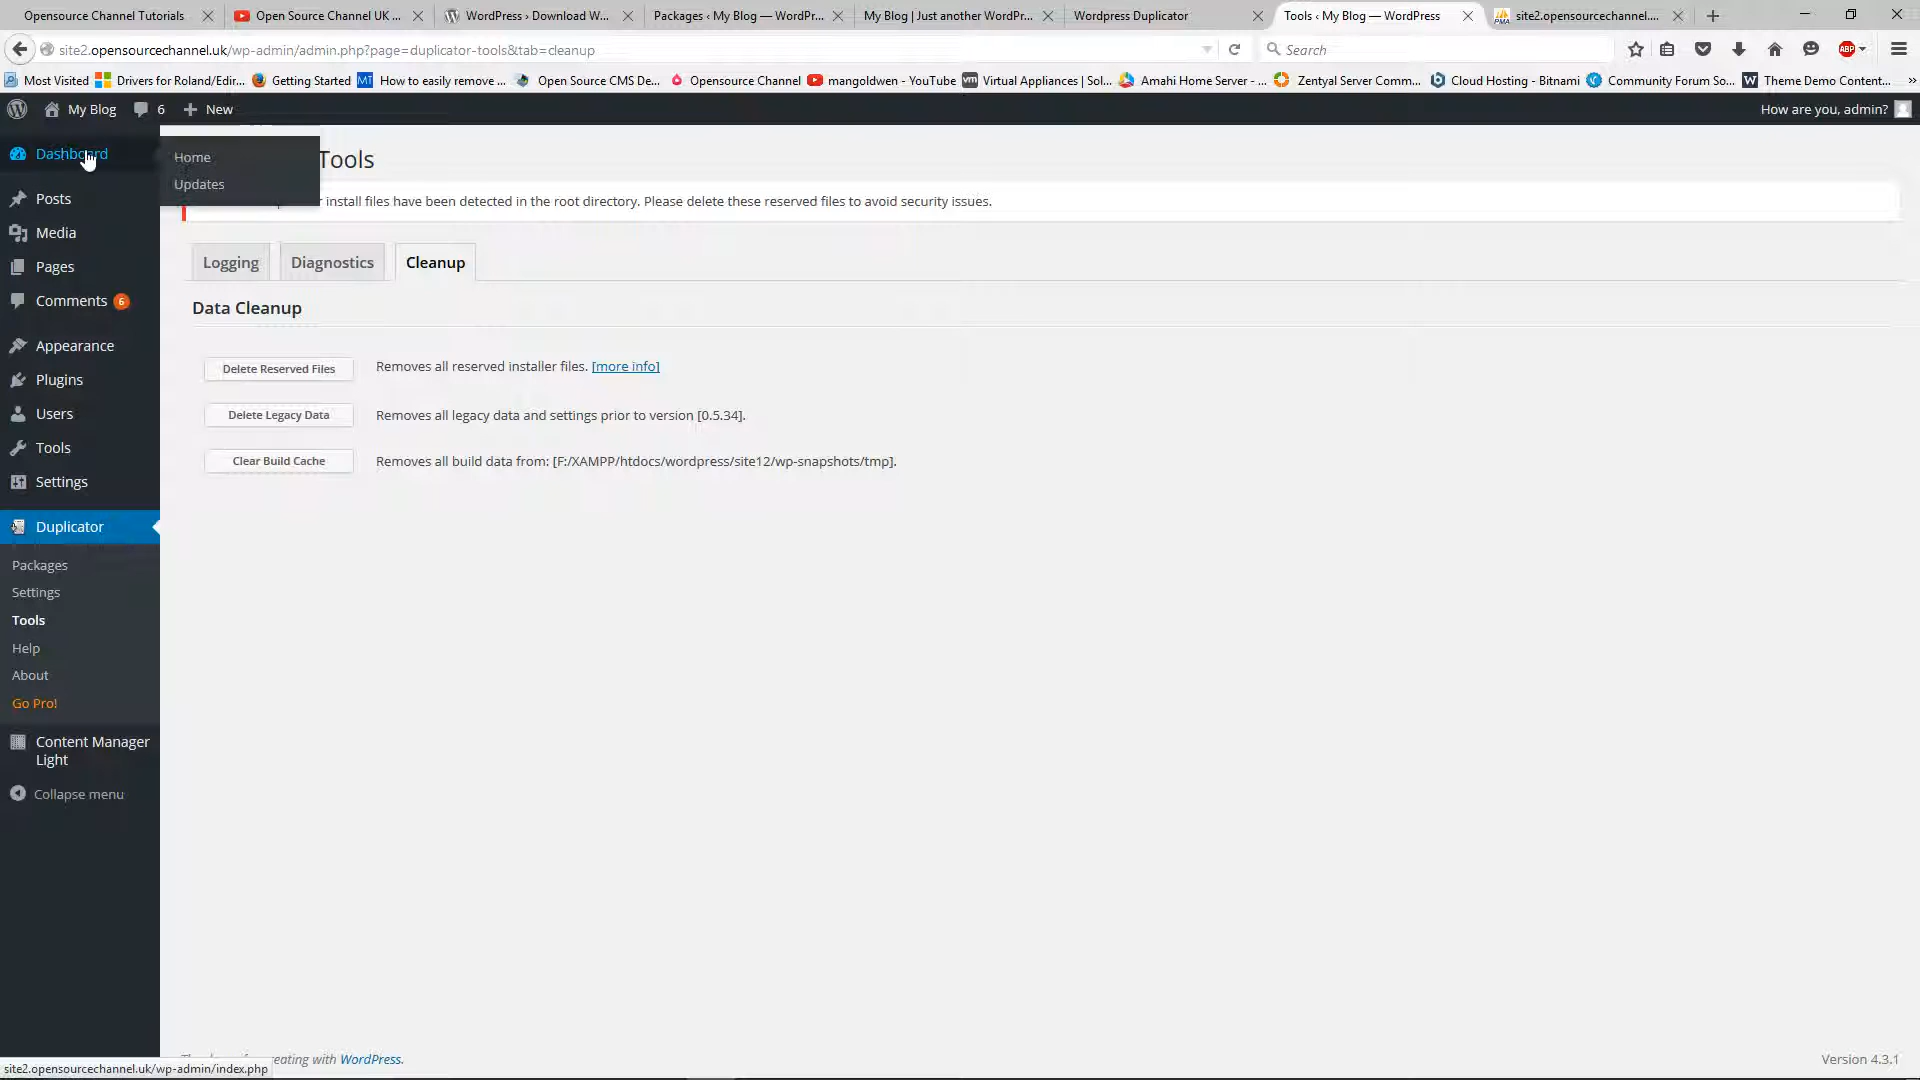 Opensource Channel Tutorials
Open Source Channel UK ...
WordPress › Download W...
Packages ‹ My Blog — WordPr...
My Blog | Just another WordPr...
Wordpress Duplicator
Tools ‹ My Blog — WordPress
site2.opensourcechannel....
site2.opensourcechannel.uk/wp-admin/admin.php?page=duplicator-tools&tab=cleanup
Search
ABP
Most Visited
Drivers for Roland/Edir...
Getting Started
MT How to easily remove ...
Open Source CMS De...
Opensource Channel
mangoldwen - YouTube
vm Virtual Appliances | Sol...
Amahi Home Server - ...
Zentyal Server Comm...
Cloud Hosting - Bitnami
Community Forum So...
W Theme Demo Content...
My Blog
6
New
How are you, admin?
Dashboard
Home
Updates
Tools
install files have been detected in the root directory. Please delete these reserved files to avoid security issues.
Posts
Media
Pages
Comments 6
Appearance
Plugins
Users
Tools
Settings
Duplicator
Packages
Settings
Tools
Help
About
Go Pro!
Content Manager
Light
Collapse menu
Logging
Diagnostics
Cleanup
Data Cleanup
Delete Reserved Files
Removes all reserved installer files. [more info]
Delete Legacy Data
Removes all legacy data and settings prior to version [0.5.34].
Clear Build Cache
Removes all build data from: [F:/XAMPP/htdocs/wordpress/site12/wp-snapshots/tmp].
creating with WordPress.
Version 4.3.1
site2.opensourcechannel.uk/wp-admin/index.php